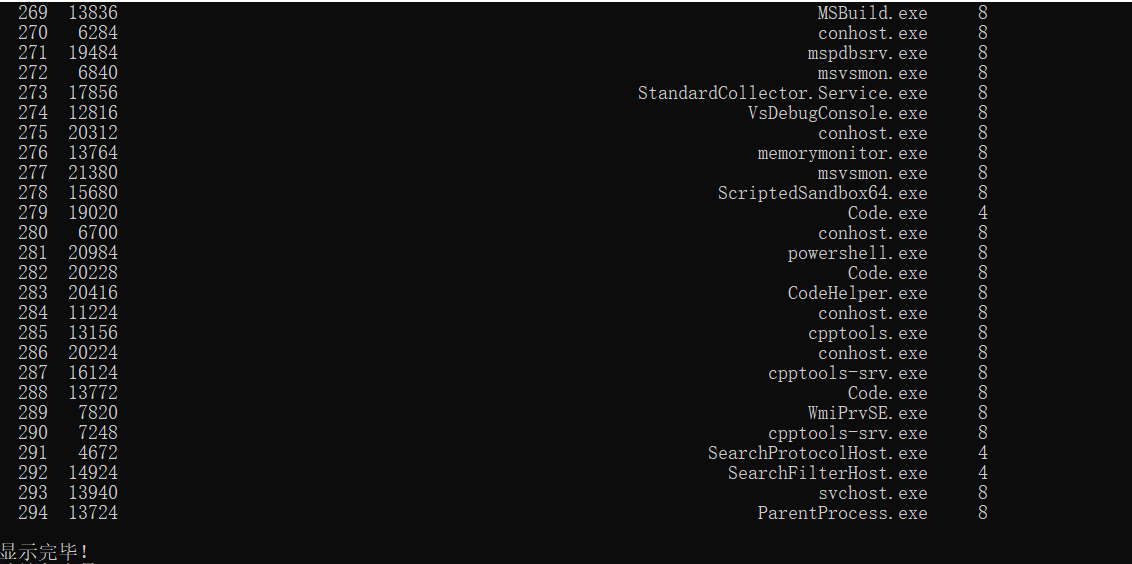 269 13836 MSBuild.exe 8
270 6284 conhost.exe 8
271 19484 mspdbsrv.exe 8
272 6840 msvsmon.exe 8
273 17856 StandardCollector.Service.exe 8
274 12816 VsDebugConsole.exe 8
275 20312 conhost.exe 8
276 13764 memorymonitor.exe 8
277 21380 msvsmon.exe 8
278 15680 ScriptedSandbox64.exe 8
279 19020 Code.exe 4
280 6700 conhost.exe 8
281 20984 powershell.exe 8
282 20228 Code.exe 8
283 20416 CodeHelper.exe 8
284 11224 conhost.exe 8
285 13156 cpptools.exe 8
286 20224 conhost.exe 8
287 16124 cpptools-srv.exe 8
288 13772 Code.exe 8
289 7820 WmiPrvSE.exe 8
290 7248 cpptools-srv.exe 8
291 4672 SearchProtocolHost.exe 4
292 14924 SearchFilterHost.exe 4
293 13940 svchost.exe 8
294 13724 ParentProcess.exe 8
显示完毕!